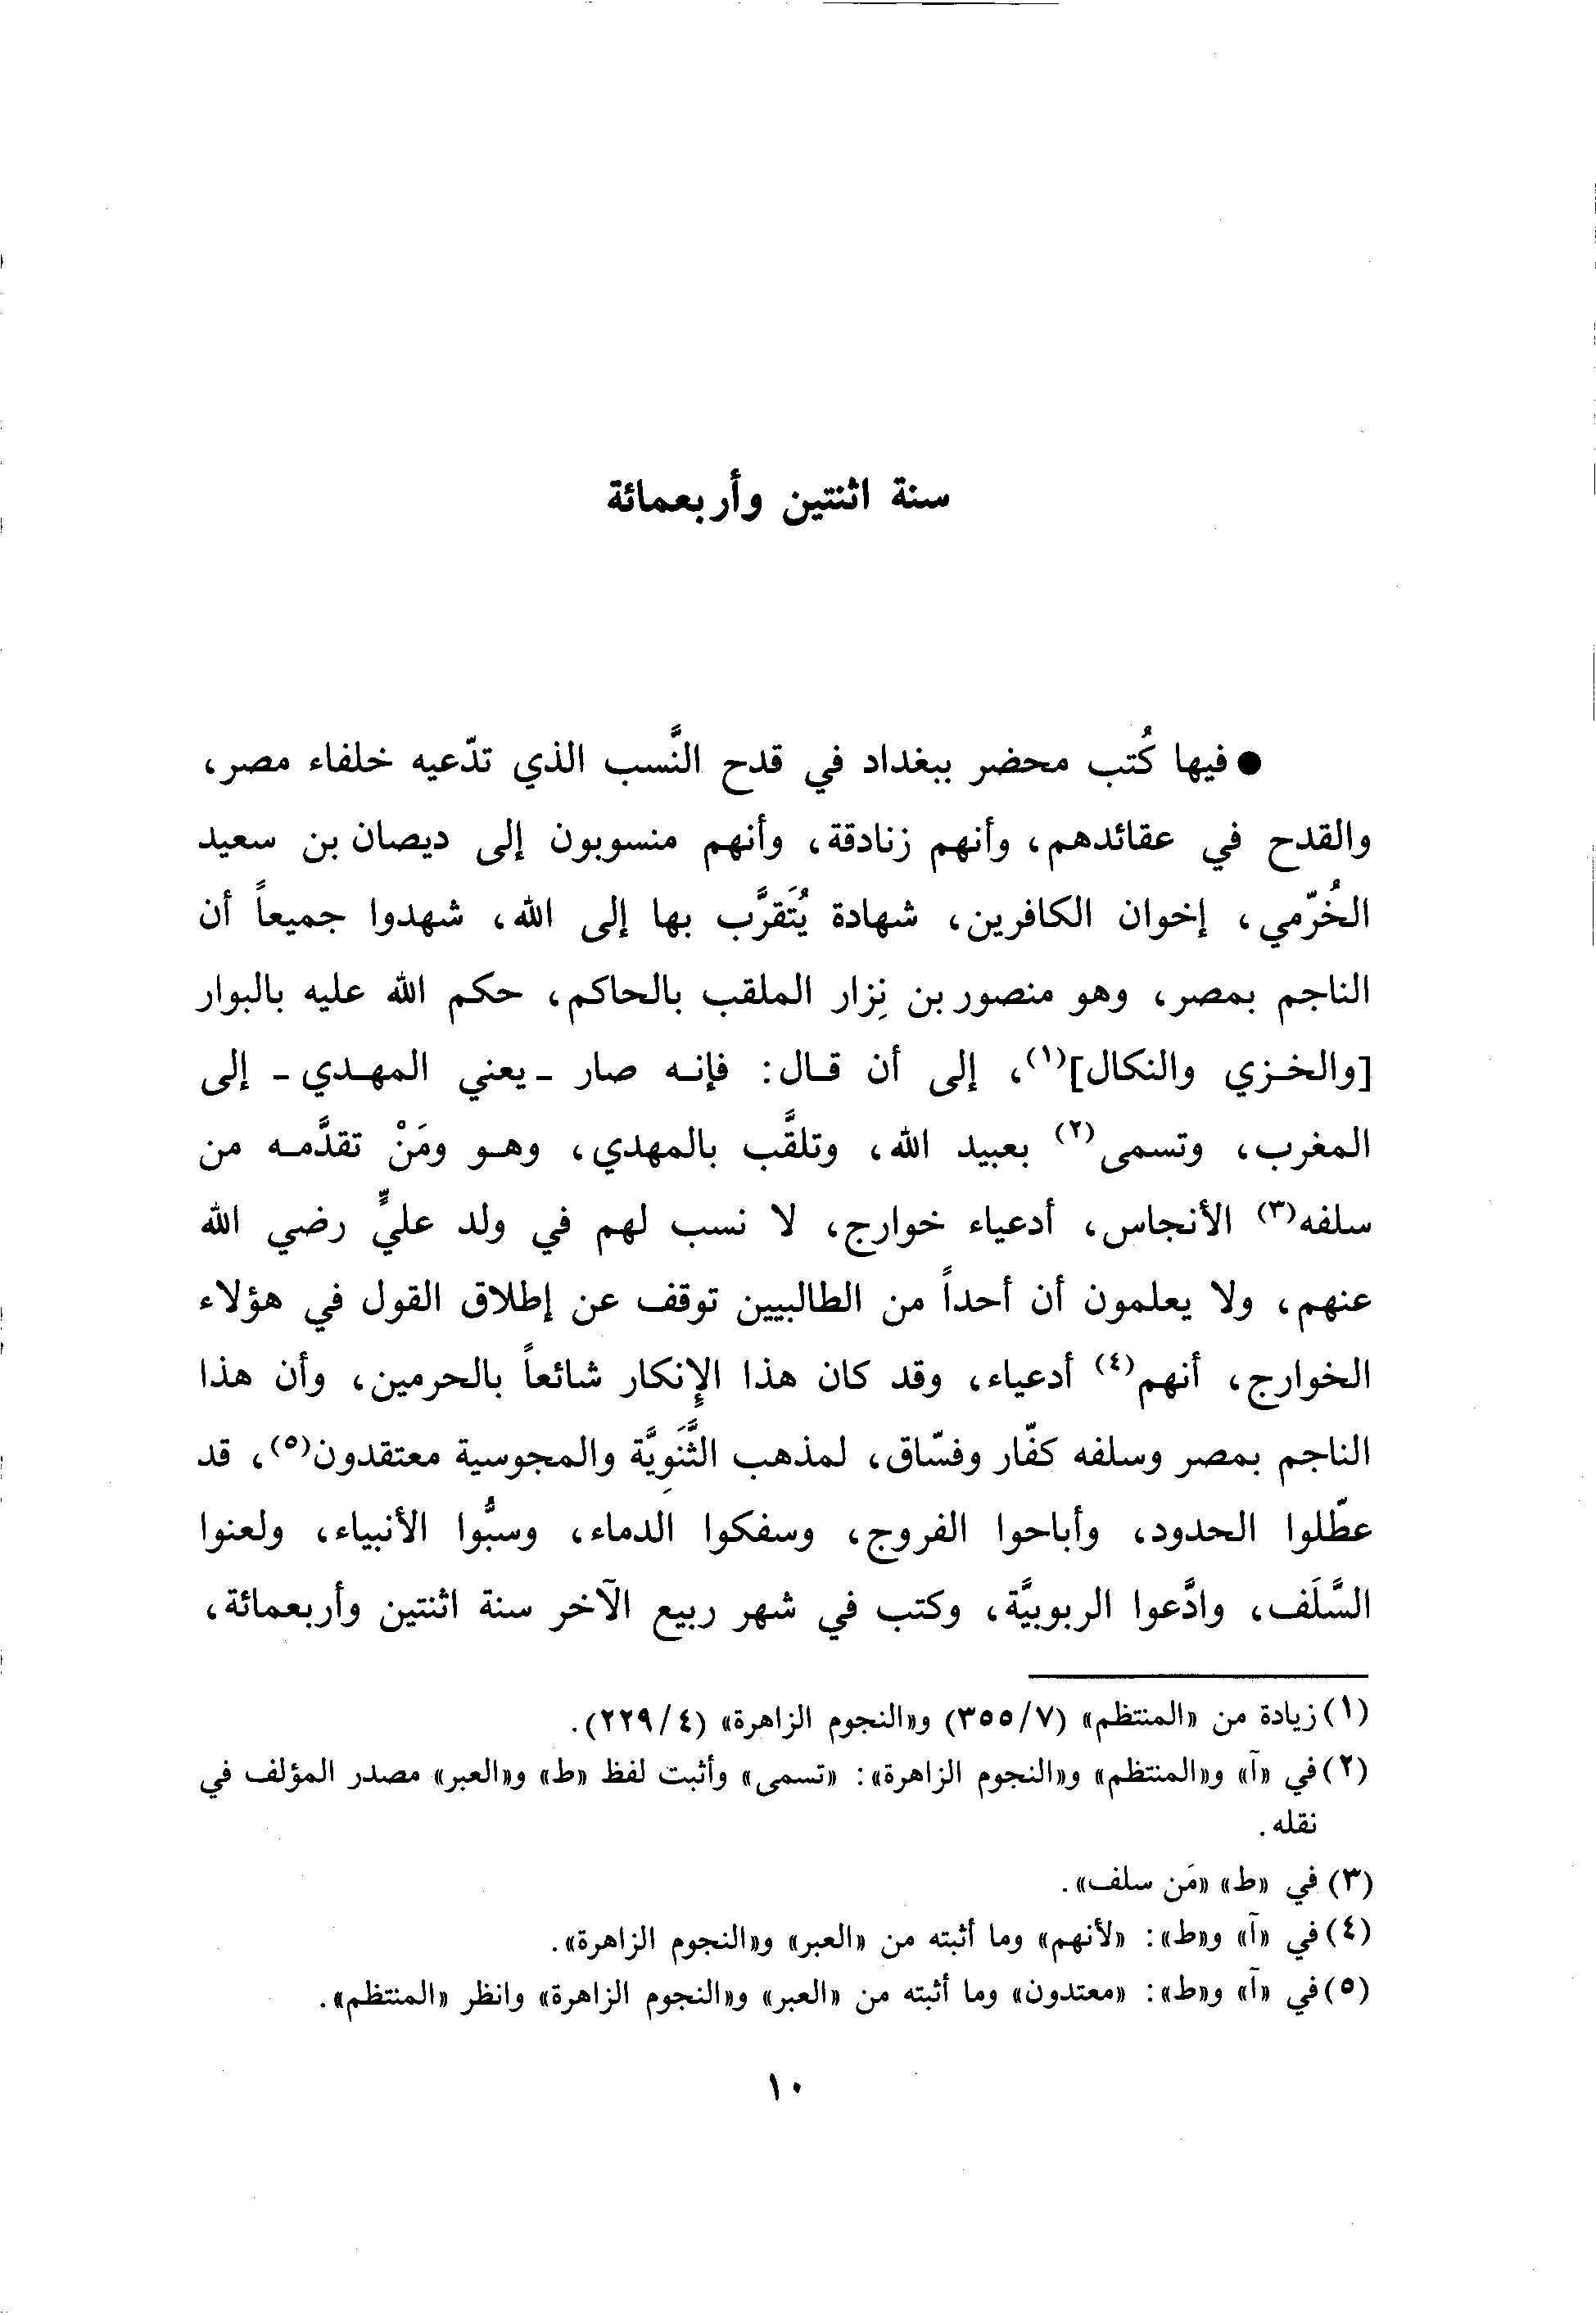 سنة اثنتين وأربعمائة
● فيها كُتب محضر ببغداد في قدح النَّسب الذي تدّعيه خلفاء مصر،
والقدح في عقائدهم، وأنهم زنادقة، وأنهم منسوبون إلى ديصان بن سعيد
الخُرّمي، إخوان الكافرين، شهادة يُتَقرَّب بها إلى الله، شهدوا جميعاً أن
الناجم بمصر، وهو منصور بن نِزار الملقب بالحاكم، حكم الله عليه بالبوار
[والخزي والنكال](١)، إلى أن قال: فإنه صار - يعني المهدي - إلى
المغرب، وتسمى(٢) بعبيد الله، وتلقَّب بالمهدي، وهو ومَنْ تقدَّمه من
سلفه(٣) الأنجاس، أدعياء خوارج، لا نسب لهم في ولد عليٍّ رضي الله
عنهم، ولا يعلمون أن أحداً من الطالبيين توقف عن إطلاق القول في هؤلاء
الخوارج، أنهم(٤) أدعياء، وقد كان هذا الإنكار شائعاً بالحرمين، وأن هذا
الناجم بمصر وسلفه كفّار وفسّاق، لمذهب الثَّنَوِيَّة والمجوسية معتقدون(٥)، قد
عطّلوا الحدود، وأباحوا الفروج، وسفكوا الدماء، وسبُّوا الأنبياء، ولعنوا
السَّلَف، وادَّعوا الربوبيَّة، وكتب في شهر ربيع الآخر سنة اثنتين وأربعمائة،
(١) زيادة من «المنتظم» (٧/٣٥٥) و«النجوم الزاهرة» (٤/٢٢٩).
(٢) في «آ» و«المنتظم» و«النجوم الزاهرة»: «تسمى» وأثبت لفظ «ط» و«العبر» مصدر المؤلف في
نقله.
(٣) في «ط» «مَن سلف».
(٤) في «آ» و«ط»: «لأنهم» وما أثبته من «العبر» و«النجوم الزاهرة».
(٥) في «آ» و«ط»: «معتدون» وما أثبته من «العبر» و«النجوم الزاهرة» وانظر «المنتظم».
١٠